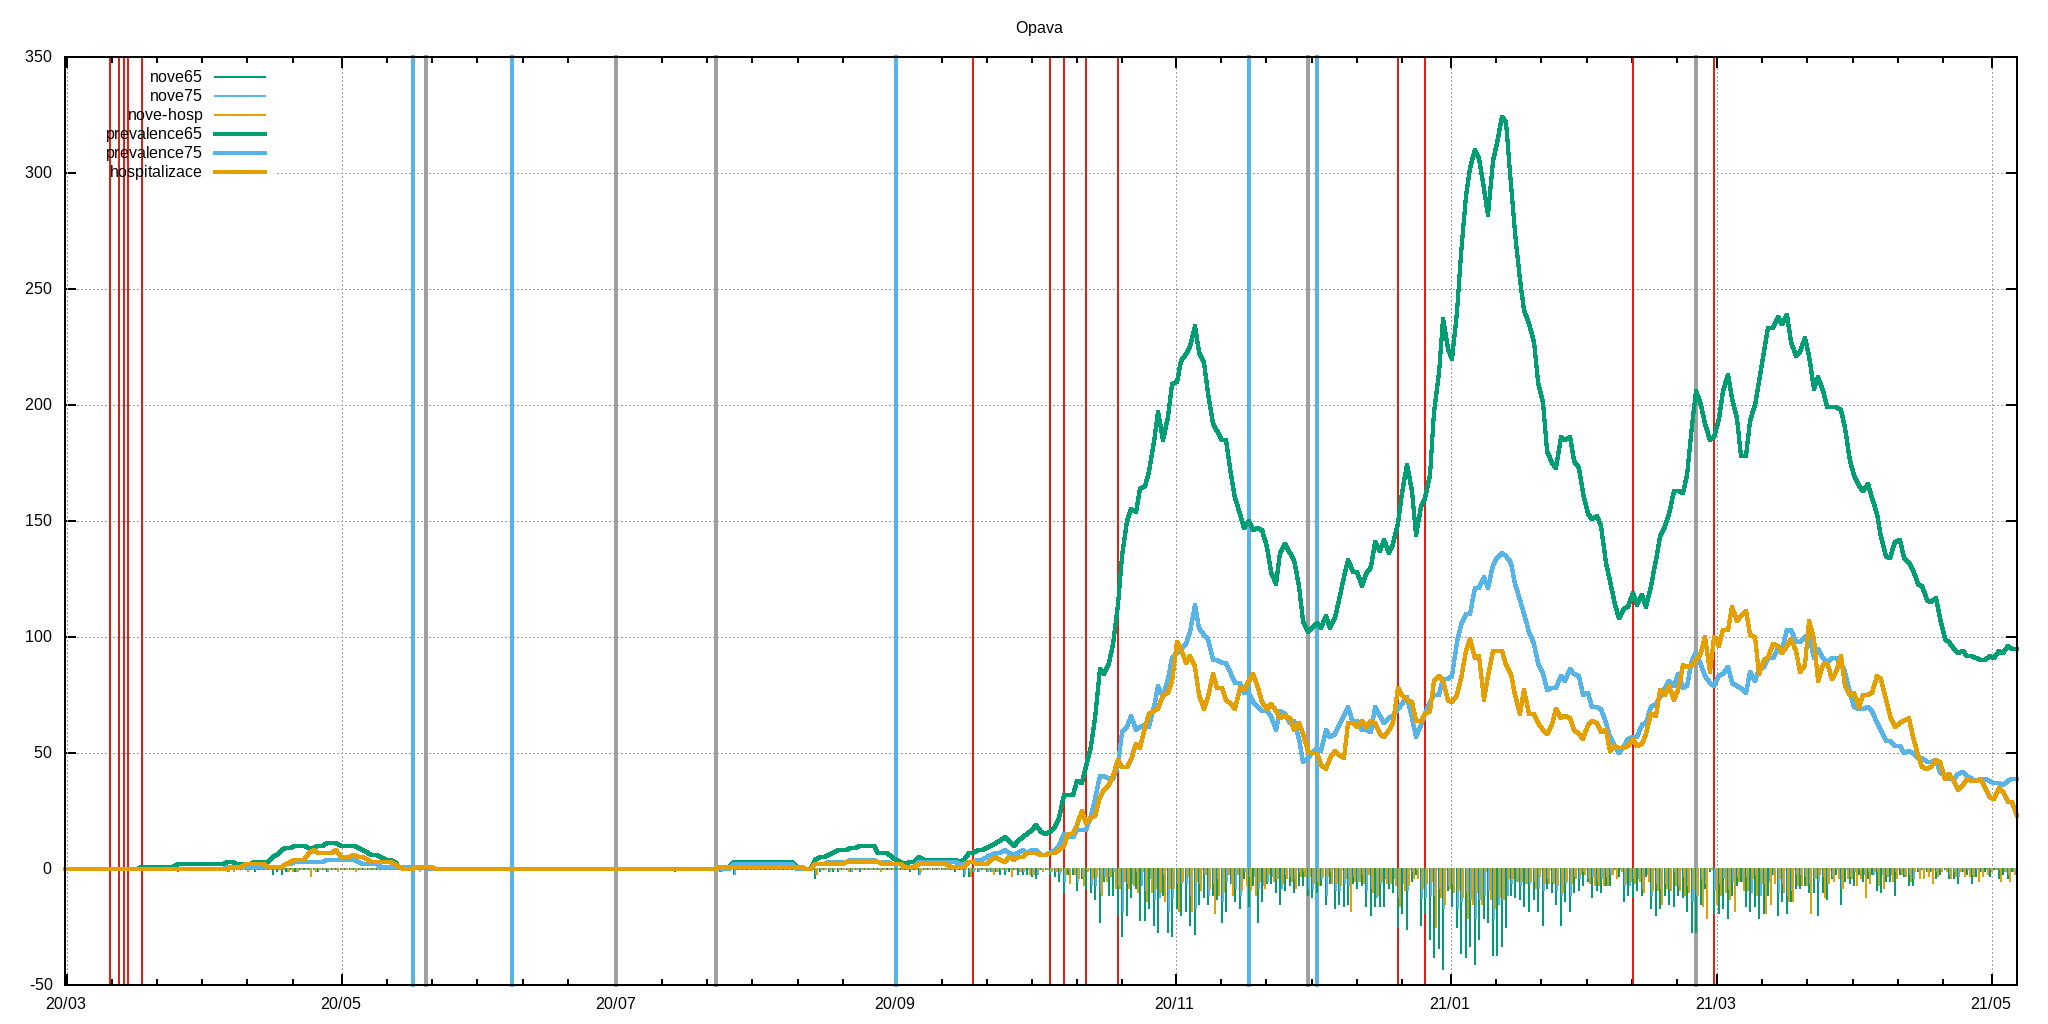 Opava
350
300
250
200
150
100
50
0
-50
nove65
nove75
nove-hosp
prevalence65
prevalence75
hospitalizace
20/03 20/05 20/07 20/09 20/11 21/01 21/03 21/05